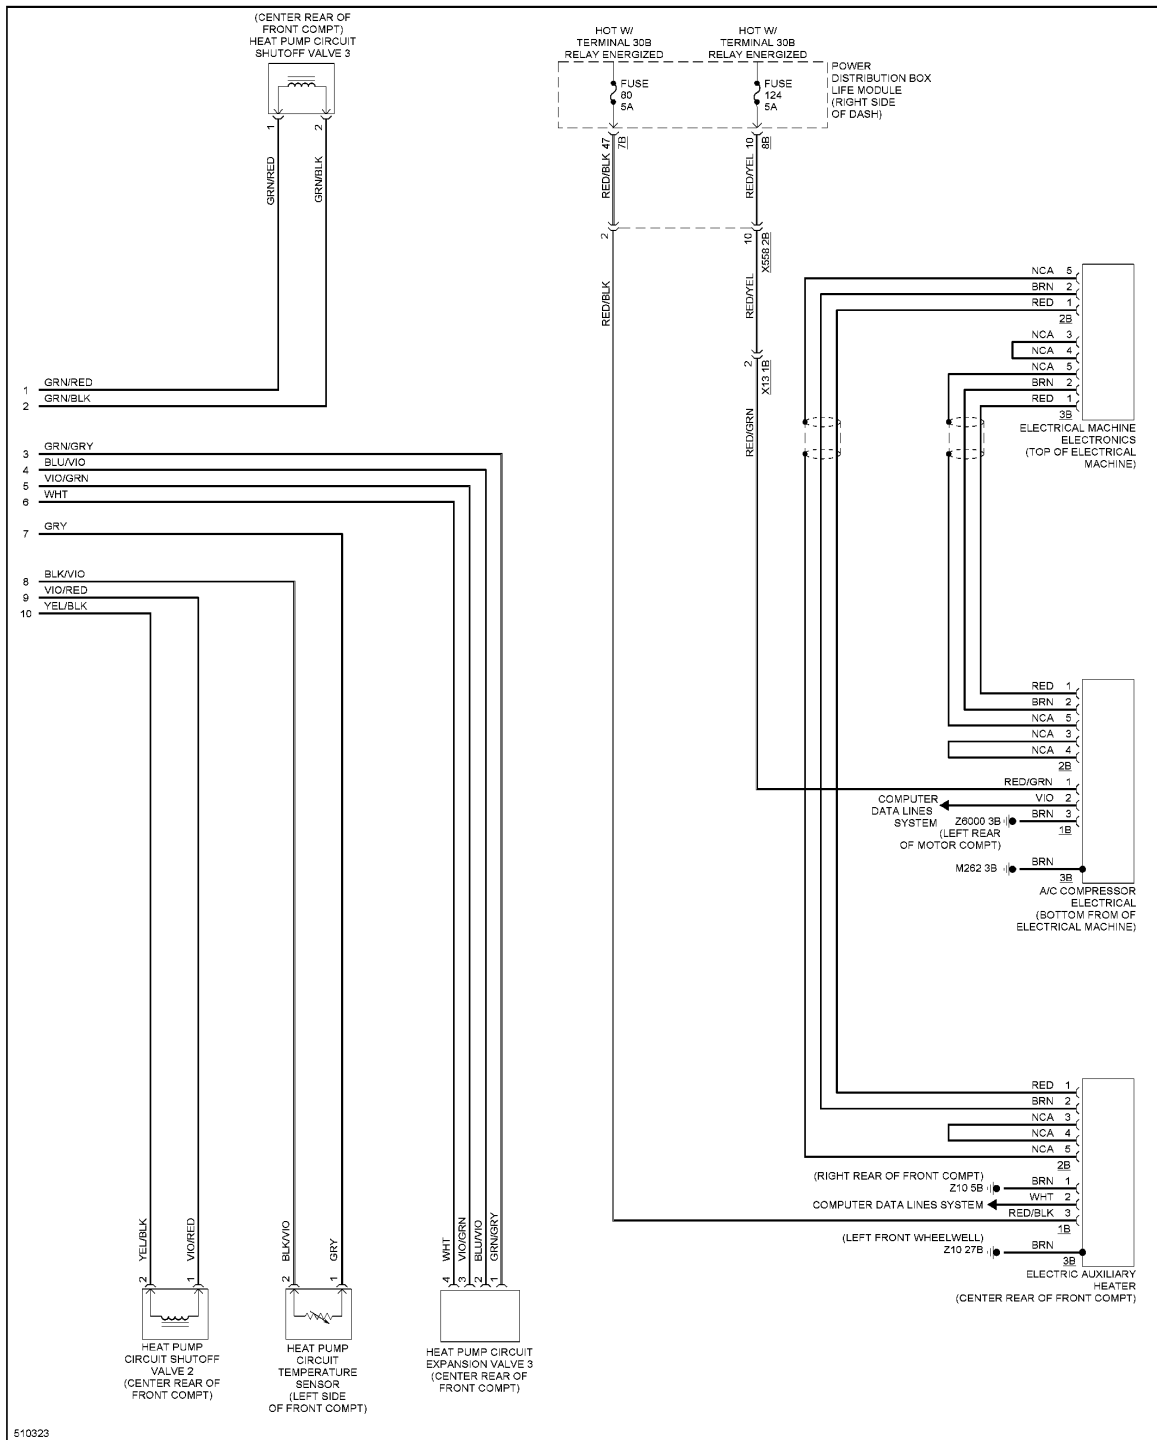 (CENTER REAR OF
FRONT COMPT)
HEAT PUMP CIRCUIT
SHUTOFF VALVE 3
1
2
GRN/RED
GRN/BLK
HOT W/
TERMINAL 30B
RELAY ENERGIZED
HOT W/
TERMINAL 30B
RELAY ENERGIZED
FUSE
80
5A
FUSE
124
5A
POWER
DISTRIBUTION BOX
LIFE MODULE
(RIGHT SIDE
OF DASH)
47
7B
10
8B
RED/BLK
RED/YEL
2
10
X558 2B
RED/BLK
RED/YEL
2
X13 1B
RED/GRN
1 GRN/RED
2 GRN/BLK
3 GRN/GRY
4 BLU/VIO
5 VIO/GRN
6 WHT
7 GRY
8 BLK/VIO
9 VIO/RED
10 YEL/BLK
NCA 5
BRN 2
RED 1
2B
NCA 3
NCA 4
NCA 5
BRN 2
RED 1
3B
ELECTRICAL MACHINE
ELECTRONICS
(TOP OF ELECTRICAL
MACHINE)
RED 1
BRN 2
NCA 5
NCA 3
NCA 4
2B
RED/GRN 1
VIO 2
BRN 3
1B
COMPUTER
DATA LINES
SYSTEM
Z6000 3B
(LEFT REAR
OF MOTOR COMPT)
M262 3B
BRN
3B
A/C COMPRESSOR
ELECTRICAL
(BOTTOM FROM OF
ELECTRICAL MACHINE)
RED 1
BRN 2
NCA 3
NCA 4
NCA 5
2B
(RIGHT REAR OF FRONT COMPT)
Z10 5B
BRN 1
COMPUTER DATA LINES SYSTEM
WHT 2
RED/BLK 3
1B
(LEFT FRONT WHEELWELL)
Z10 27B
BRN
3B
ELECTRIC AUXILIARY
HEATER
(CENTER REAR OF FRONT COMPT)
YEL/BLK
VIO/RED
BLK/VIO
GRY
WHT
VIO/GRN
BLU/VIO
GRN/GRY
2
1
2
1
4
3
2
1
HEAT PUMP
CIRCUIT SHUTOFF
VALVE 2
(CENTER REAR OF
FRONT COMPT)
HEAT PUMP
CIRCUIT
TEMPERATURE
SENSOR
(LEFT SIDE
OF FRONT COMPT)
HEAT PUMP CIRCUIT
EXPANSION VALVE 3
(CENTER REAR OF
FRONT COMPT)
510323